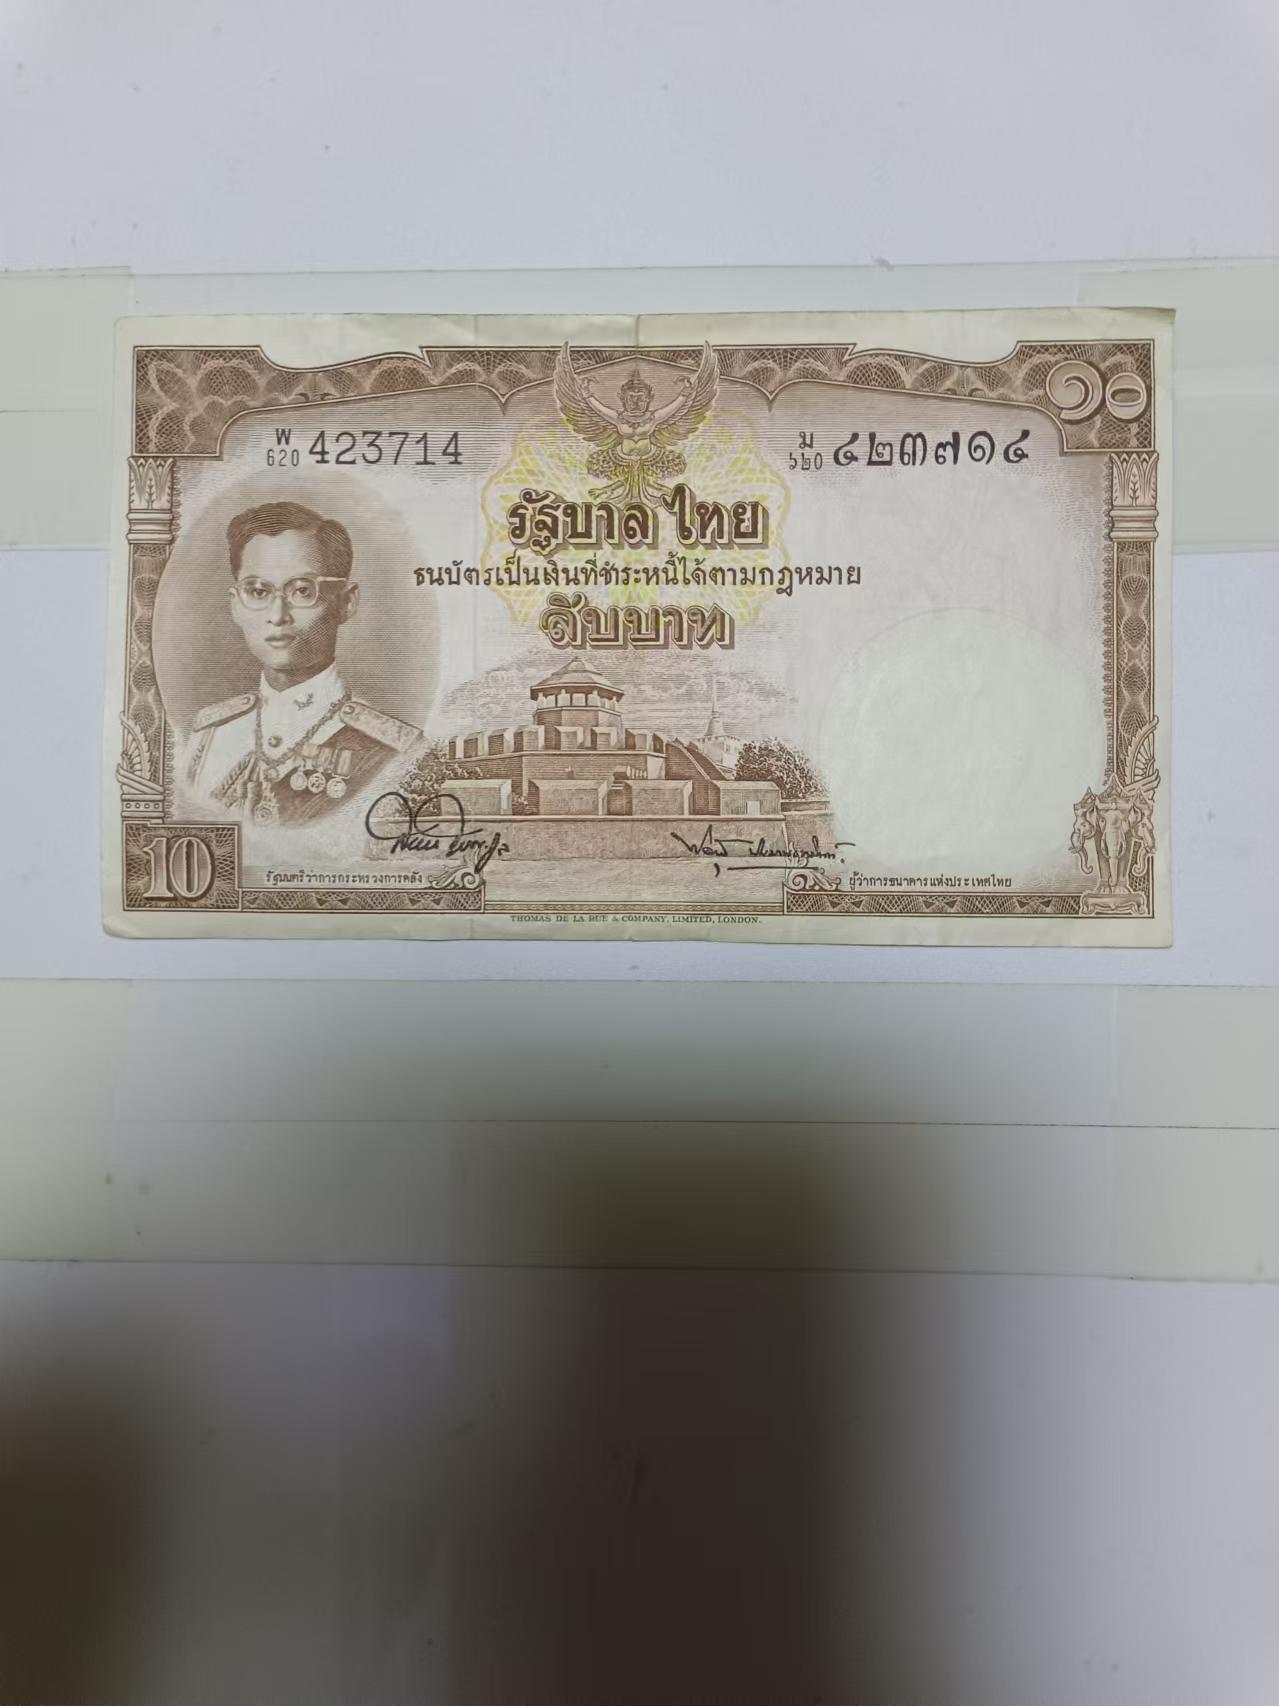 ๑๐
W
620 423714
ม
๖๒๐ ๔๒๓๗๑๔
รัฐบาลไทย
ธนบัตรเป็นเงินที่ชำระหนี้ได้ตามกฎหมาย
สิบบาท
10
รัฐมนตรีว่าการกระทรวงการคลัง
ผู้ว่าการธนาคารแห่งประเทศไทย
THOMAS DE LA RUE & COMPANY, LIMITED, LONDON.